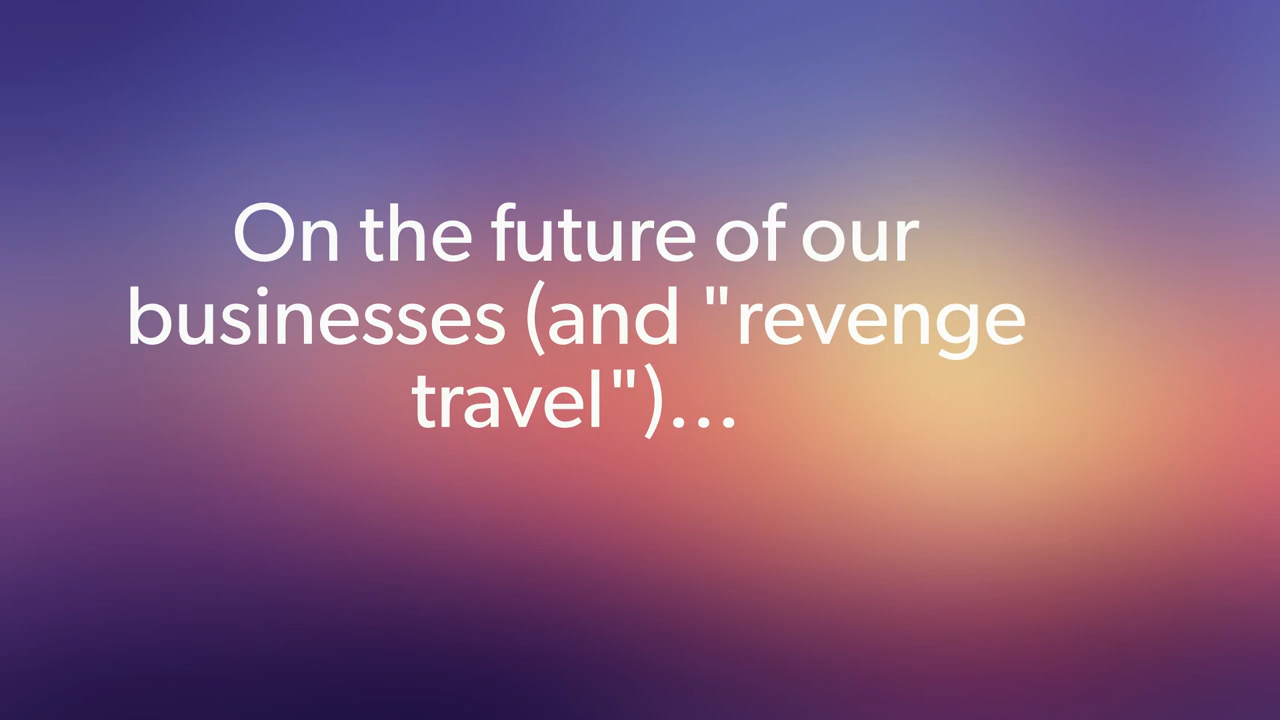 On the future of our
businesses (and "revenge
travel")...